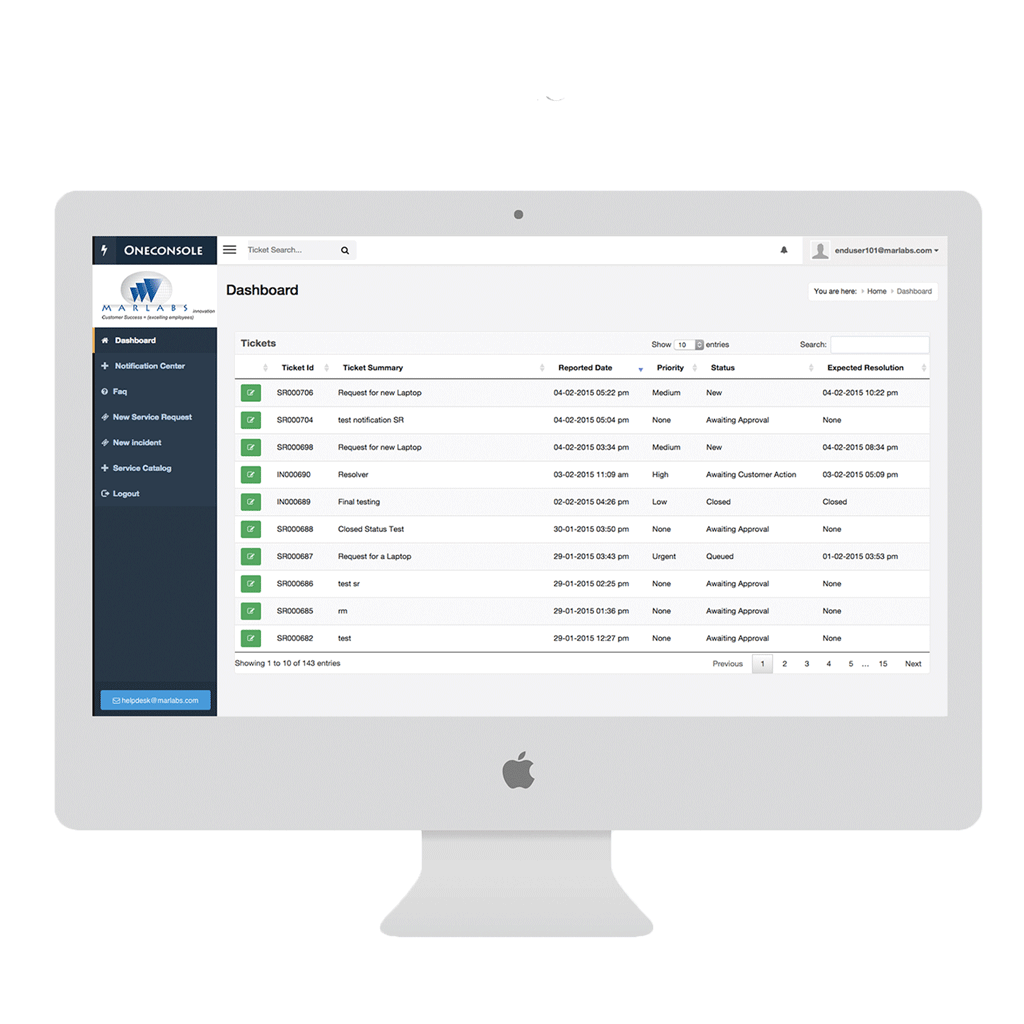 ONECONSOLE
Ticket Search...
enduser101@marlabs.com
MARLABS
innovation
Customer Success = (excelling employees)
Dashboard
You are here: > Home > Dashboard
Dashboard
Notification Center
Faq
New Service Request
New incident
Service Catalog
Logout
helpdesk@marlabs.com
Tickets
Show 10 entries
Search:
Ticket Id Ticket Summary Reported Date Priority Status Expected Resolution
SR000706 Request for new Laptop 04-02-2015 05:22 pm Medium New 04-02-2015 10:22 pm
SR000704 test notification SR 04-02-2015 05:04 pm None Awaiting Approval None
SR000698 Request for new Laptop 04-02-2015 03:34 pm Medium New 04-02-2015 08:34 pm
IN000690 Resolver 03-02-2015 11:09 am High Awaiting Customer Action 03-02-2015 05:09 pm
IN000689 Final testing 02-02-2015 04:26 pm Low Closed Closed
SR000688 Closed Status Test 30-01-2015 03:50 pm None Awaiting Approval None
SR000687 Request for a Laptop 29-01-2015 03:43 pm Urgent Queued 01-02-2015 03:53 pm
SR000686 test sr 29-01-2015 02:25 pm None Awaiting Approval None
SR000685 rm 29-01-2015 01:36 pm None Awaiting Approval None
SR000682 test 29-01-2015 12:27 pm None Awaiting Approval None
Showing 1 to 10 of 143 entries
Previous 1 2 3 4 5 ... 15 Next